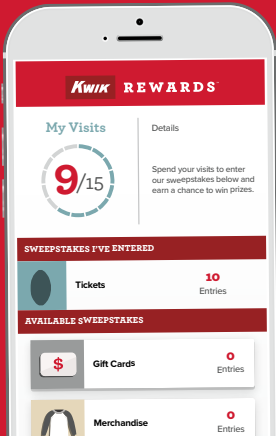 KWIK REWARDS™
My Visits
9/15
Details
Spend your visits to enter
our sweepstakes below and
earn a chance to win prizes.
SWEEPSTAKES I'VE ENTERED
Tickets
10
Entries
AVAILABLE SWEEPSTAKES
$
Gift Cards
0
Entries
Merchandise
0
Entries